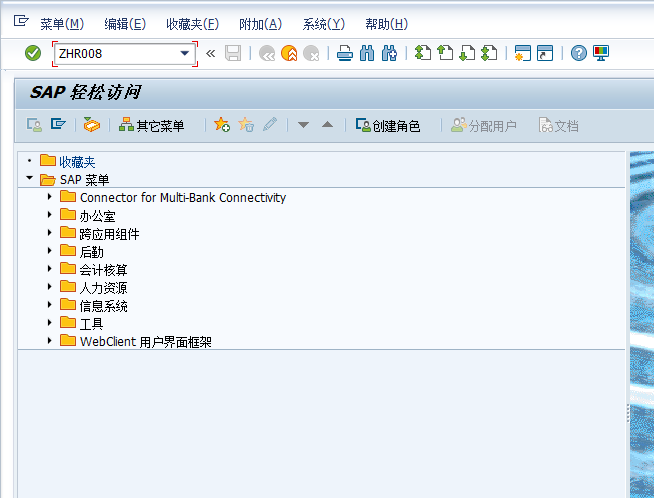 菜单(M) 编辑(E) 收藏夹(F) 附加(A) 系统(Y) 帮助(H)
ZHR008
SAP 轻松访问
其它菜单 创建角色 分配用户 文档
收藏夹
SAP 菜单
Connector for Multi-Bank Connectivity
办公室
跨应用组件
后勤
会计核算
人力资源
信息系统
工具
WebClient 用户界面框架